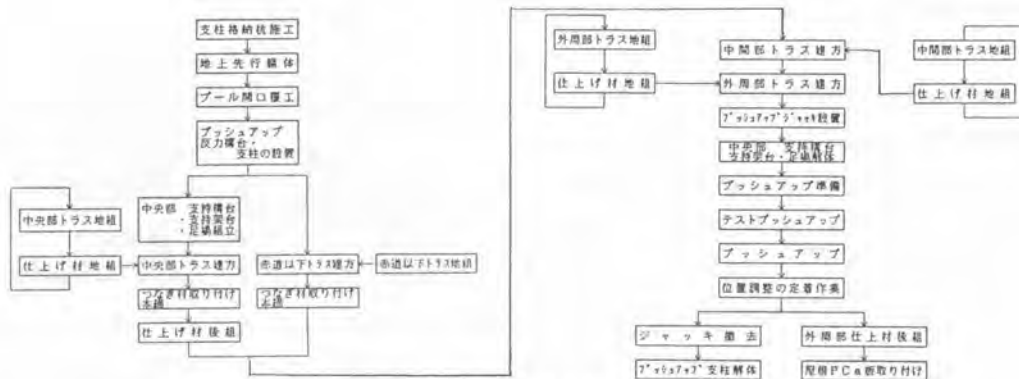 支柱格納杭施工
地上先行躯体
プール開口覆工
プッシュアップ
反力構台・
支柱の設置
中央部 支持構台
・支持架台
・足場組立
中央部トラス地組
仕上げ材地組
中央部トラス建方
赤道以下トラス建方
赤道以下トラス地組
つなぎ材取り付け
本締
つなぎ材取り付け
本締
仕上げ材後組
外周部トラス地組
仕上げ材地組
中間部トラス建方
外周部トラス建方
中間部トラス地組
仕上げ材地組
プッシュアップジャッキ設置
中央部 支持構台
支持架台・足場解体
プッシュアップ準備
テストプッシュアップ
プッシュアップ
位置調整の定着作業
ジャッキ撤去
外周部仕上材後組
プッシュアップ支柱解体
屋根PCa板取り付け